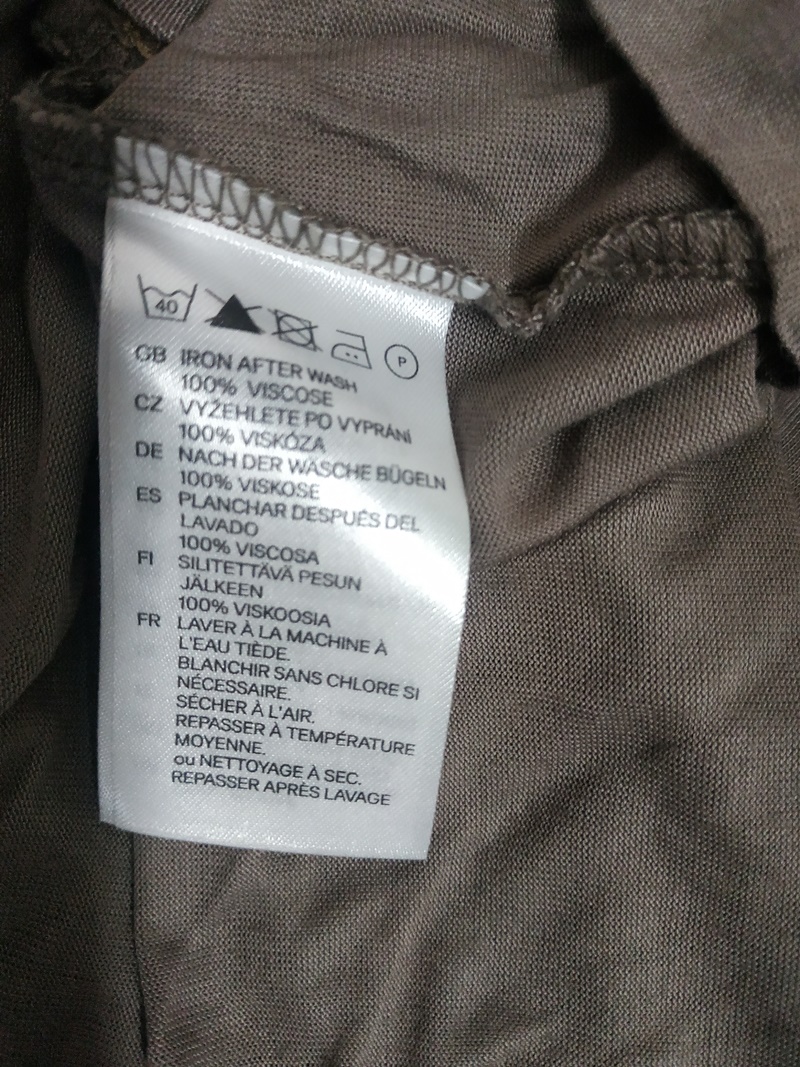 40
P
GB IRON AFTER WASH
100% VISCOSE
CZ VYŽEHLETE PO VYPRÁNÍ
100% VISKÓZA
DE NACH DER WÄSCHE BÜGELN
100% VISKOSE
ES PLANCHAR DESPUÉS DEL
LAVADO
100% VISCOSA
FI SILITETTÄVÄ PESUN
JÄLKEEN
100% VISKOOSIA
FR LAVER À LA MACHINE À
L'EAU TIÈDE.
BLANCHIR SANS CHLORE SI
NÉCESSAIRE.
SÉCHER À L'AIR.
REPASSER À TEMPÉRATURE
MOYENNE.
ou NETTOYAGE À SEC.
REPASSER APRÈS LAVAGE